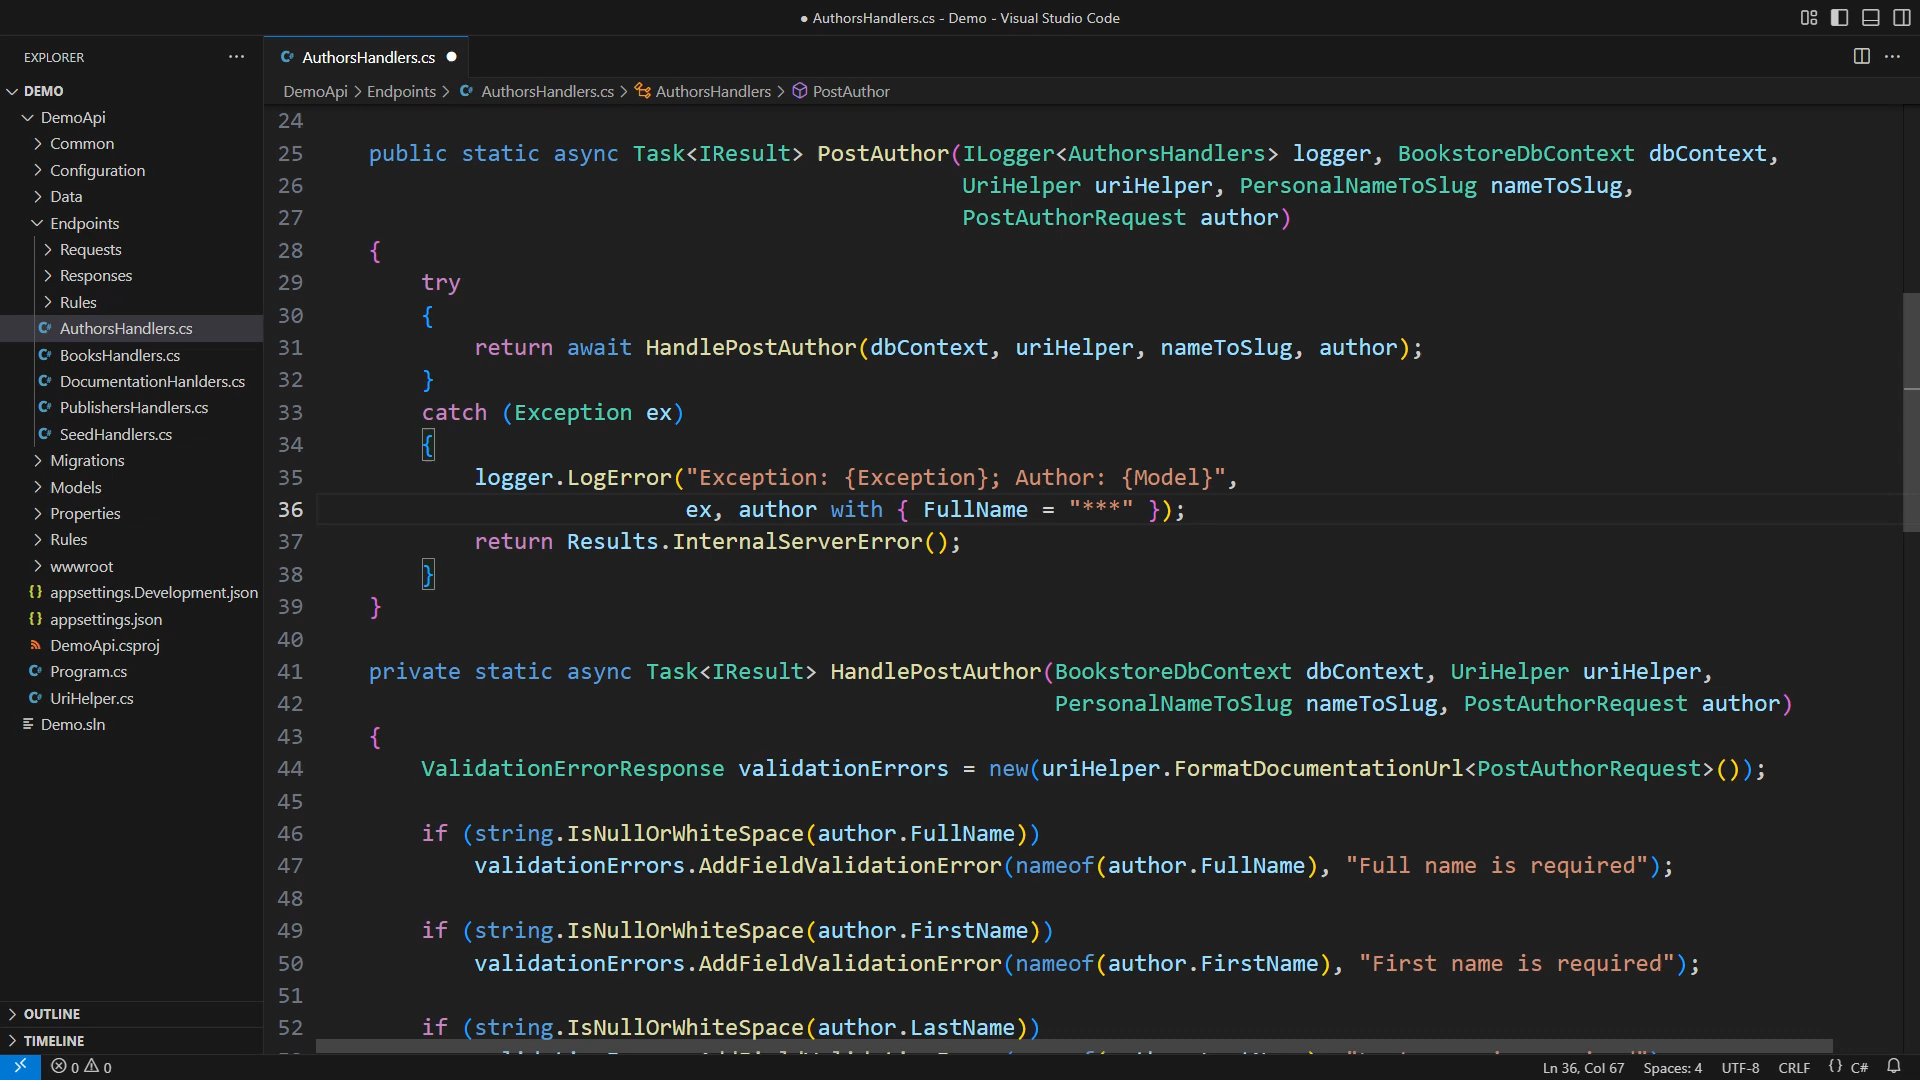 ● AuthorsHandlers.cs - Demo - Visual Studio Code
EXPLORER
AuthorsHandlers.cs
DEMO
DemoApi
Common
Configuration
Data
Endpoints
Requests
Responses
Rules
AuthorsHandlers.cs
BooksHandlers.cs
DocumentationHanlders.cs
PublishersHandlers.cs
SeedHandlers.cs
Migrations
Models
Properties
Rules
wwwroot
appsettings.Development.json
appsettings.json
DemoApi.csproj
Program.cs
UriHelper.cs
Demo.sln
OUTLINE
TIMELINE
DemoApi > Endpoints > AuthorsHandlers.cs > AuthorsHandlers > PostAuthor
24
25 public static async Task<IResult> PostAuthor(ILogger<AuthorsHandlers> logger, BookstoreDbContext dbContext,
26 UriHelper uriHelper, PersonalNameToSlug nameToSlug,
27 PostAuthorRequest author)
28 {
29 try
30 {
31 return await HandlePostAuthor(dbContext, uriHelper, nameToSlug, author);
32 }
33 catch (Exception ex)
34 {
35 logger.LogError("Exception: {Exception}; Author: {Model}",
36 ex, author with { FullName = "***" });
37 return Results.InternalServerError();
38 }
39 }
40
41 private static async Task<IResult> HandlePostAuthor(BookstoreDbContext dbContext, UriHelper uriHelper,
42 PersonalNameToSlug nameToSlug, PostAuthorRequest author)
43 {
44 ValidationErrorResponse validationErrors = new(uriHelper.FormatDocumentationUrl<PostAuthorRequest>());
45
46 if (string.IsNullOrWhiteSpace(author.FullName))
47 validationErrors.AddFieldValidationError(nameof(author.FullName), "Full name is required");
48
49 if (string.IsNullOrWhiteSpace(author.FirstName))
50 validationErrors.AddFieldValidationError(nameof(author.FirstName), "First name is required");
51
52 if (string.IsNullOrWhiteSpace(author.LastName))
0 0
Ln 36, Col 67 Spaces: 4 UTF-8 CRLF {} C#